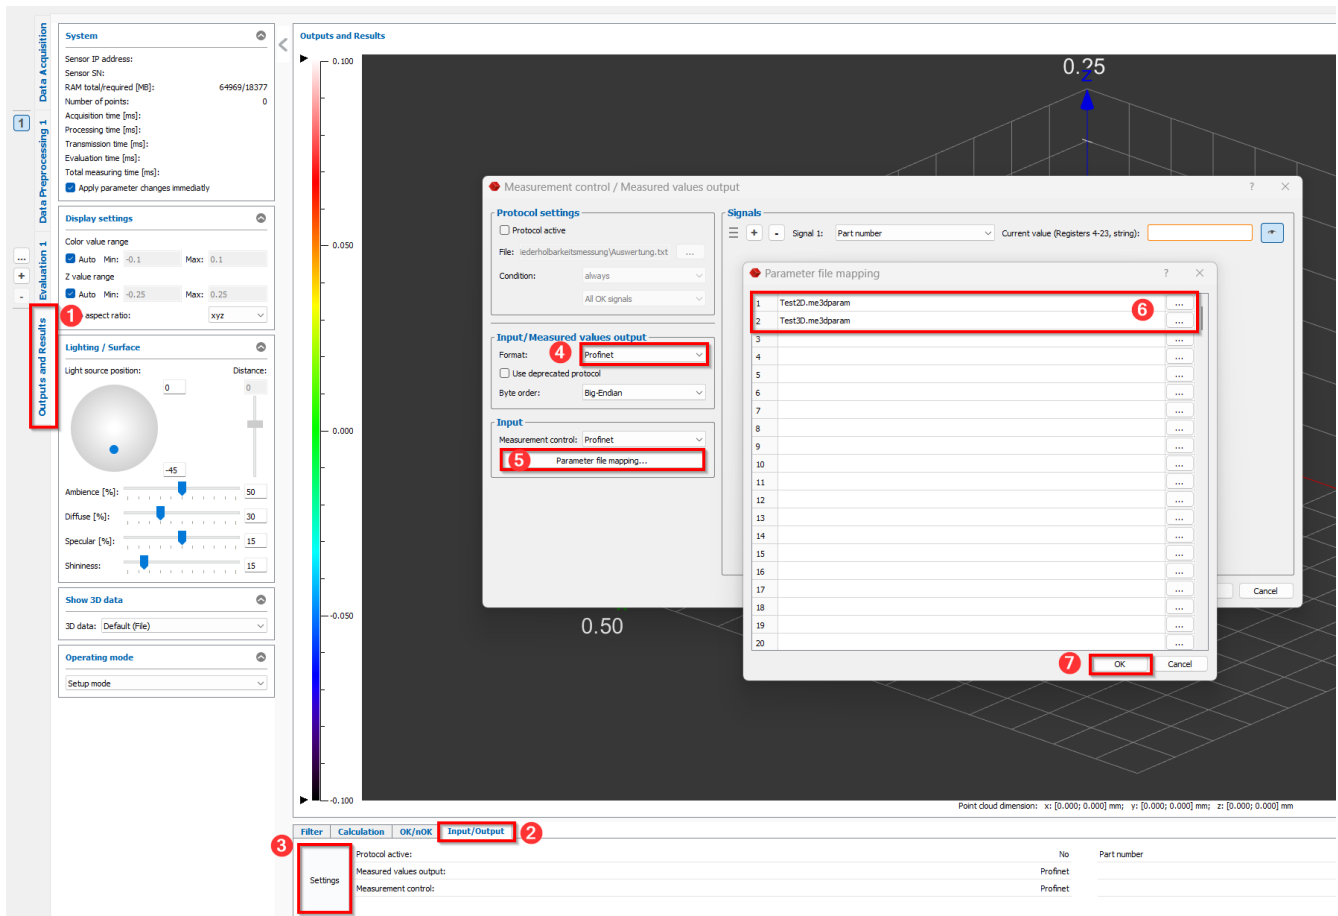 Data Acquisition
Data Preprocessing 1
Evaluation 1
Outputs and Results
1
...
+
-
1
System
Sensor IP address:
Sensor SN:
RAM total/required [MB]: 64969/18377
Number of points: 0
Acquisition time [ms]:
Processing time [ms]:
Transmission time [ms]:
Evaluation time [ms]:
Total measuring time [ms]:
Apply parameter changes immediatly
Display settings
Color value range
Auto Min: -0.1 Max: 0.1
Z value range
Auto Min: -0.25 Max: 0.25
aspect ratio: xyz
Lighting / Surface
Light source position: Distance:
0 0
-45
Ambience [%]: 50
Diffuse [%]: 30
Specular [%]: 15
Shininess: 15
Show 3D data
3D data: Default (File)
Operating mode
Setup mode
Outputs and Results
0.100
0.050
0.000
-0.050
-0.100
0.25
Z
0.50
Measurement control / Measured values output ?
Protocol settings
Protocol active
File: iederholbarkeitsmessung\Auswertung.txt ...
Condition: always
All OK signals
Input/Measured values output
Format: 4 Profinet
Use deprecated protocol
Byte order: Big-Endian
Input
Measurement control: Profinet
5 Parameter file mapping...
Signals
+ - Signal 1: Part number Current value (Registers 4-23, string):
Parameter file mapping ?
1 Test2D.me3dparam ...
6
2 Test3D.me3dparam ...
3 ...
4 ...
5 ...
6 ...
7 ...
8 ...
9 ...
10 ...
11 ...
12 ...
13 ...
14 ...
15 ...
16 ...
17 ...
18 ...
19 ...
20 ...
7 OK Cancel
Cancel
Point cloud dimension: x: [0.000; 0.000] mm; y: [0.000; 0.000] mm; z: [0.000; 0.000] mm
Filter Calculation OK/nOK Input/Output 2
3
Settings
Protocol active: No Part number
Measured values output: Profinet
Measurement control: Profinet